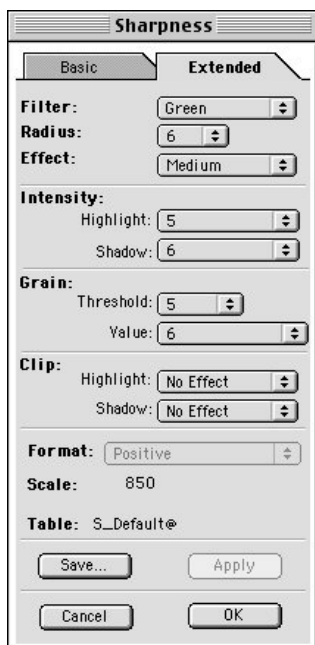 Sharpness
Basic Extended
Filter: Green
Radius: 6
Effect: Medium
Intensity:
Highlight: 5
Shadow: 6
Grain:
Threshold: 5
Value: 6
Clip:
Highlight: No Effect
Shadow: No Effect
Format: Positive
Scale: 850
Table: S_Default@
Save... Apply
Cancel OK